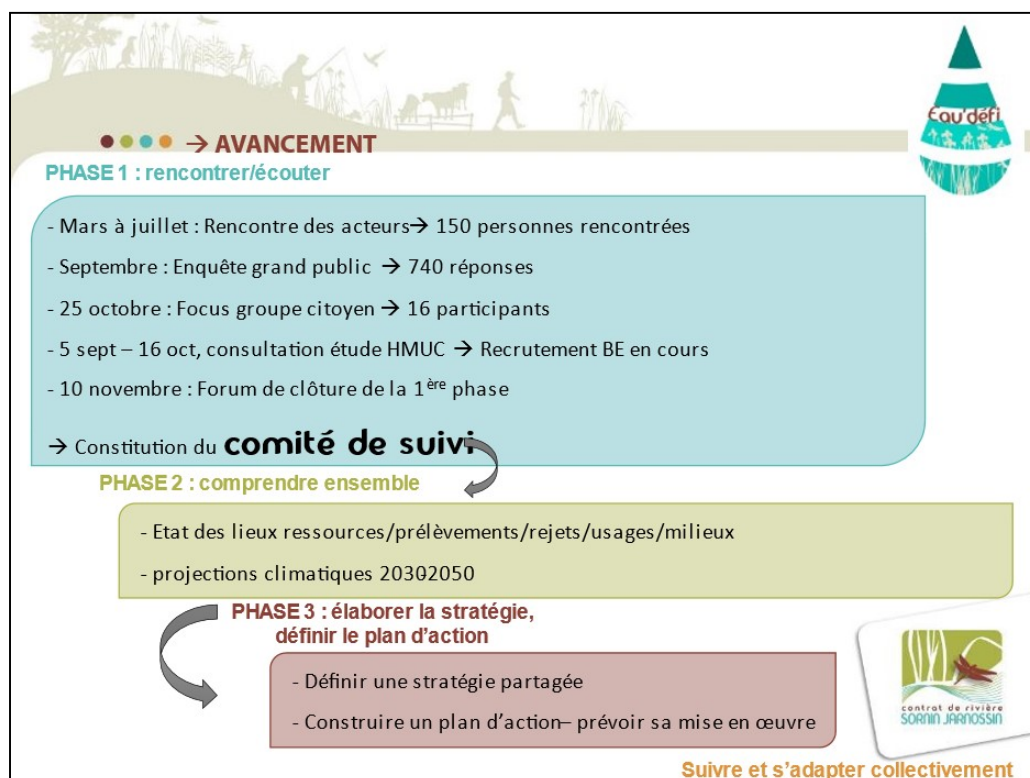 Eau'défi
→ AVANCEMENT
PHASE 1 : rencontrer/écouter
- Mars à juillet : Rencontre des acteurs→ 150 personnes rencontrées
- Septembre : Enquête grand public → 740 réponses
- 25 octobre : Focus groupe citoyen → 16 participants
- 5 sept – 16 oct, consultation étude HMUC → Recrutement BE en cours
- 10 novembre : Forum de clôture de la 1ère phase
→ Constitution du comité de suivi
PHASE 2 : comprendre ensemble
- Etat des lieux ressources/prélèvements/rejets/usages/milieux
- projections climatiques 2030-2050
PHASE 3 : élaborer la stratégie,
définir le plan d'action
- Définir une stratégie partagée
- Construire un plan d'action– prévoir sa mise en œuvre
contrat de rivière
SORNIN JARNOSSIN
Suivre et s'adapter collectivement